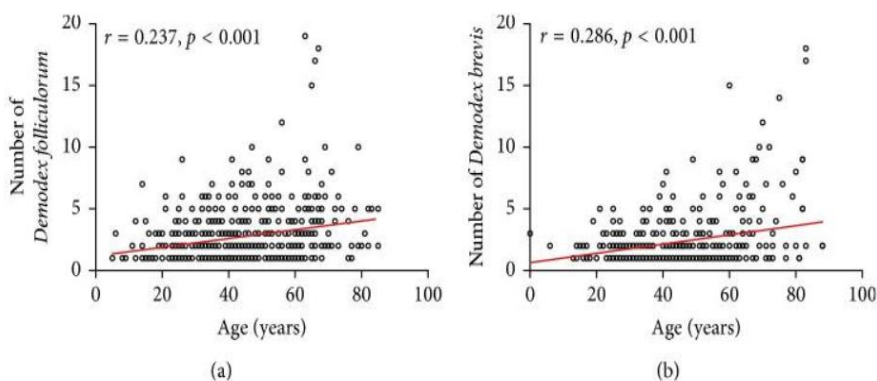 r = 0.237, p < 0.001
Number of
Demodex folliculorum
20
15
10
5
0
0 20 40 60 80 100
Age (years)
(a)
r = 0.286, p < 0.001
Number of Demodex brevis
20
15
10
5
0
0 20 40 60 80 100
Age (years)
(b)